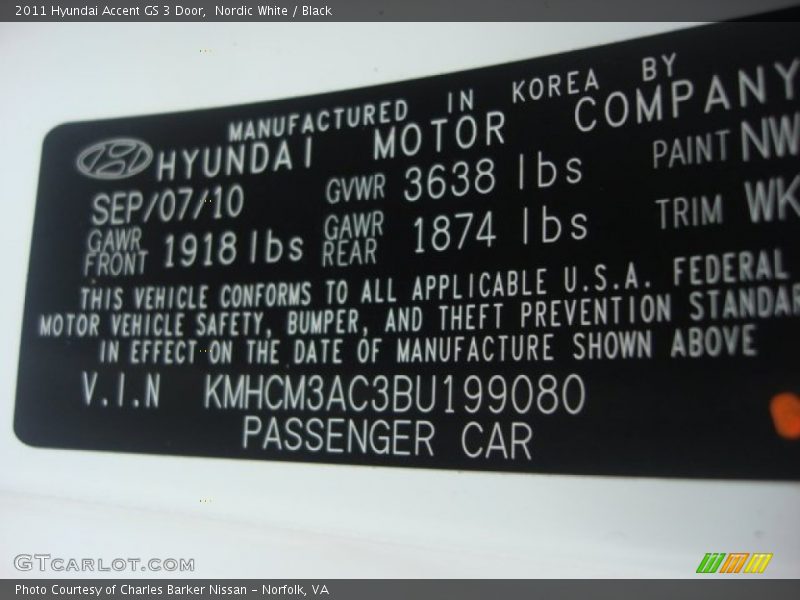 2011 Hyundai Accent GS 3 Door,  Nordic White / Black
MANUFACTURED IN KOREA BY
HYUNDAI MOTOR COMPANY
SEP/07/10 GVWR 3638 lbs PAINT NW
GAWR FRONT 1918 lbs GAWR REAR 1874 lbs TRIM WK
THIS VEHICLE CONFORMS TO ALL APPLICABLE U.S.A. FEDERAL
MOTOR VEHICLE SAFETY, BUMPER, AND THEFT PREVENTION STANDAR
IN EFFECT ON THE DATE OF MANUFACTURE SHOWN ABOVE
V.I.N KMHCM3AC3BU199080
PASSENGER CAR
GTCARLOT.COM
Photo Courtesy of Charles Barker Nissan - Norfolk, VA